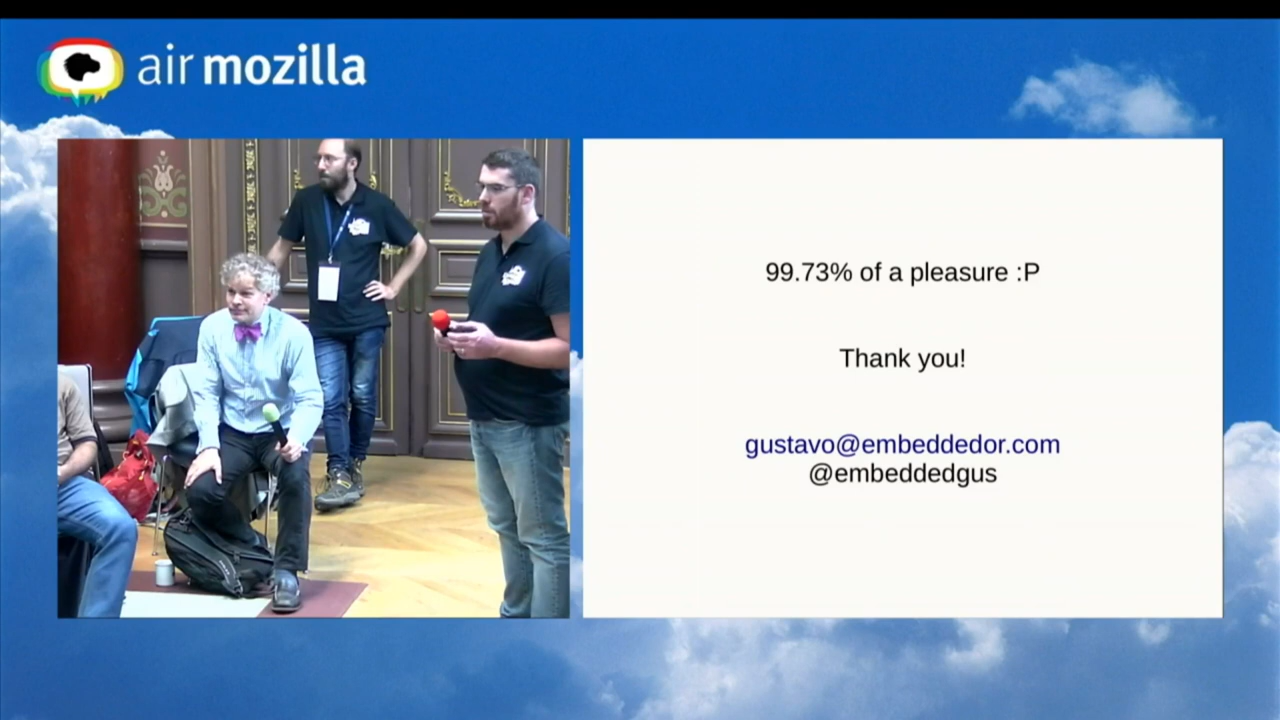 air mozilla
99.73% of a pleasure :P
Thank you!
gustavo@embeddedor.com
@embeddedgus